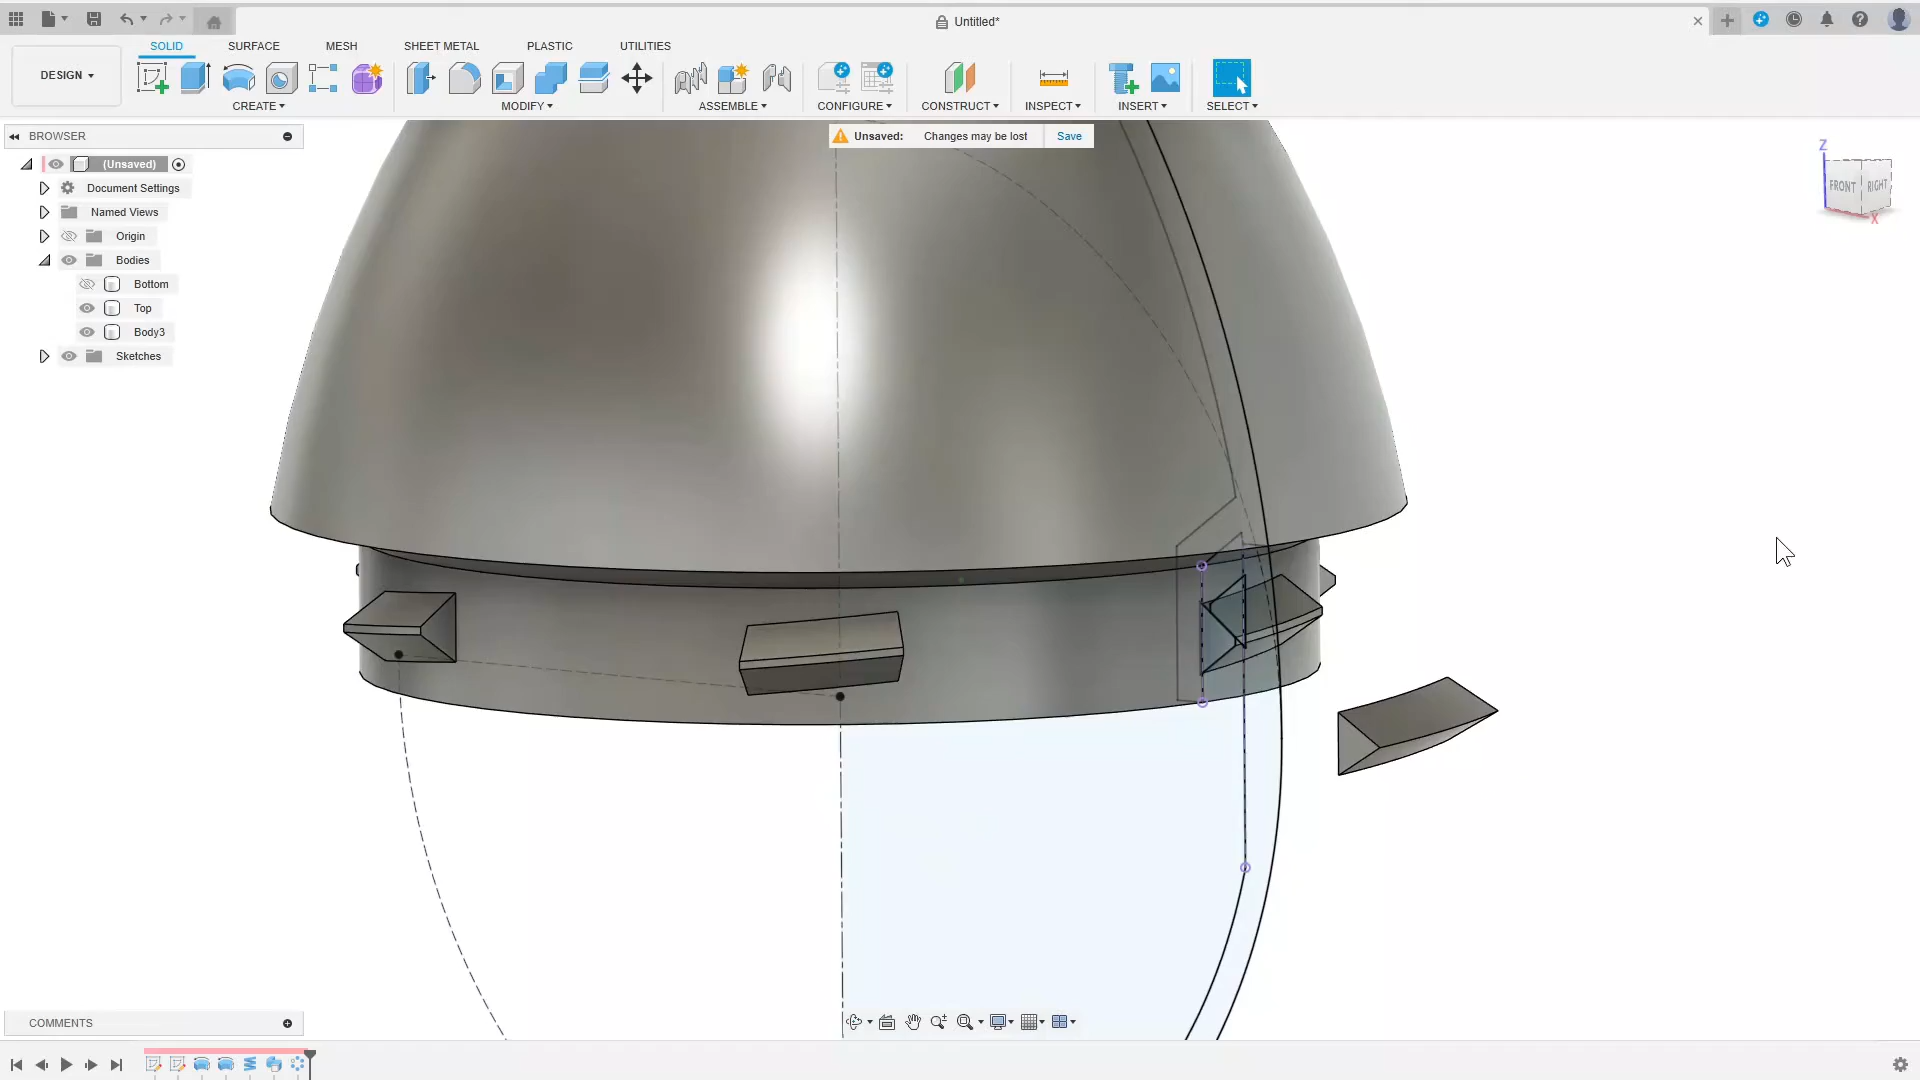 Untitled*
DESIGN
SOLID SURFACE MESH SHEET METAL PLASTIC UTILITIES
CREATE MODIFY ASSEMBLE CONFIGURE CONSTRUCT INSPECT INSERT SELECT
BROWSER
Unsaved: Changes may be lost Save
(Unsaved)
Document Settings
Named Views
Origin
Bodies
Bottom
Top
Body3
Sketches
Z
FRONT RIGHT
X
COMMENTS